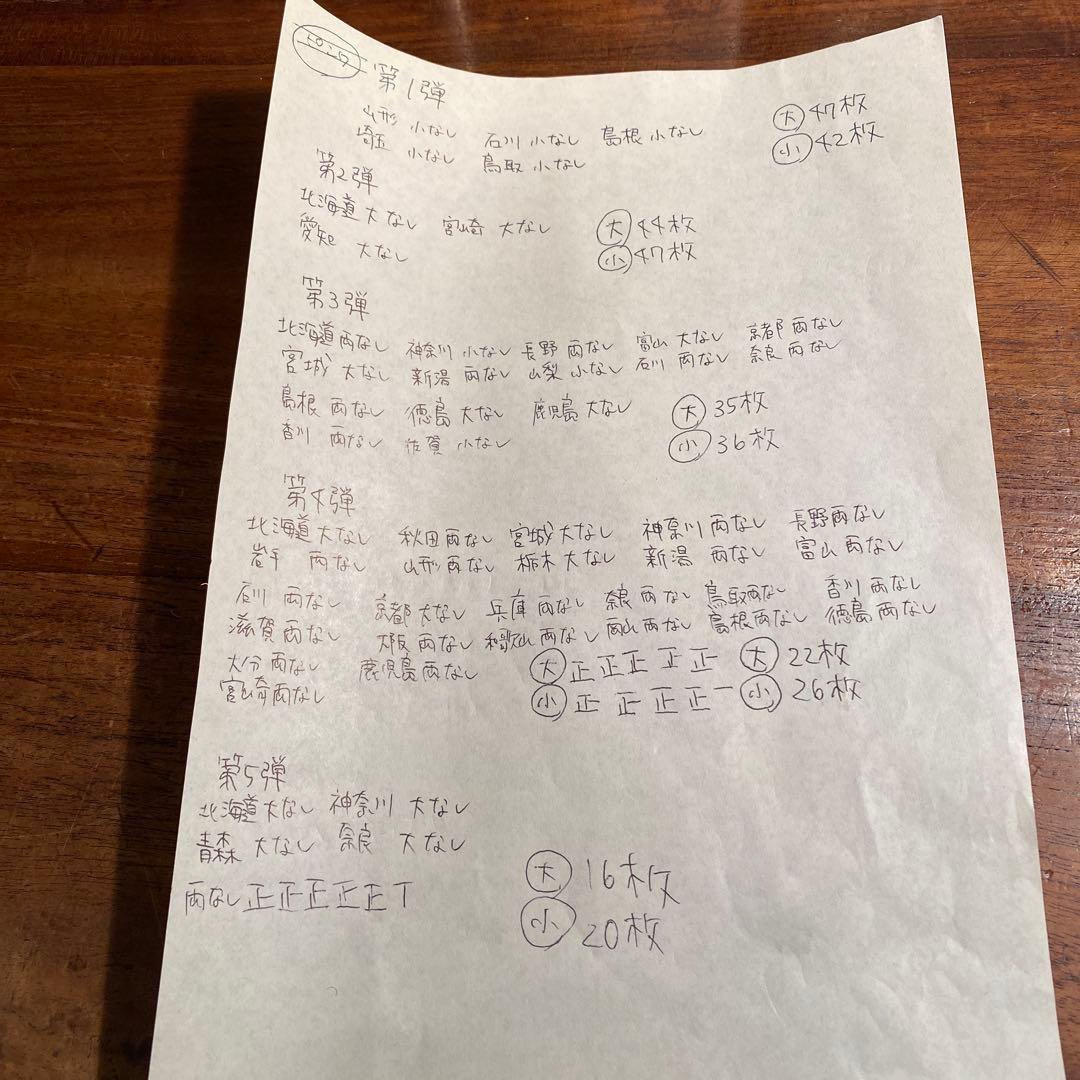 第1弾
山形 小なし 石川 小なし 島根 小なし 大 47枚
埼玉 小なし 鳥取 小なし 小 42枚
第2弾
北海道 大なし 宮崎 大なし 大 44枚
愛知 大なし 小 47枚
第3弾
北海道 両なし 神奈川 小なし 長野 両なし 富山 大なし 京都 両なし
宮城 大なし 新潟 両なし 山梨 小なし 石川 両なし 奈良 両なし
島根 両なし 徳島 大なし 鹿児島 大なし 大 35枚
香川 両なし 佐賀 小なし 小 36枚
第4弾
北海道 大なし 秋田 両なし 宮城 大なし 神奈川 両なし 長野 両なし
岩手 両なし 山形 両なし 栃木 大なし 新潟 両なし 富山 両なし
石川 両なし 京都 大なし 兵庫 両なし 奈良 両なし 鳥取 両なし 香川 両なし
滋賀 両なし 大阪 両なし 和歌山 両なし 岡山 両なし 島根 両なし 徳島 両なし
大分 両なし 鹿児島 両なし 大 正正正正正 大 22枚
宮崎 両なし 小 正正正正一 小 26枚
第5弾
北海道 大なし 神奈川 大なし
青森 大なし 奈良 大なし
両なし 正正正正正丅 大 16枚
小 20枚